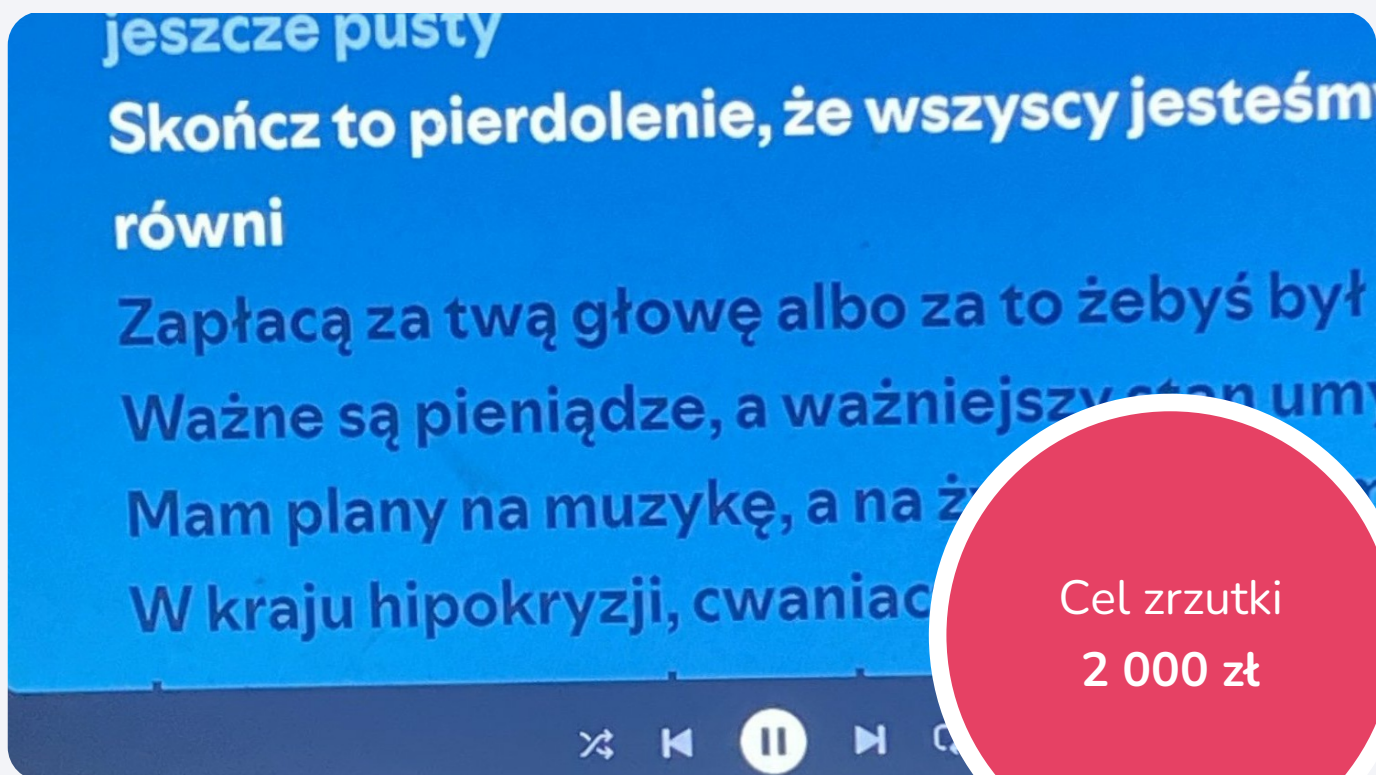 jeszcze pusty
Skończ to pierdolenie, że wszyscy
równi
Zapłacą za twą głowę albo za to żebyś był
Ważne są pieniądze, a ważniejszy stan
Mam plany na muzykę, a na
W kraju hipokryzji,
Cel zrzutki
2 000 zł